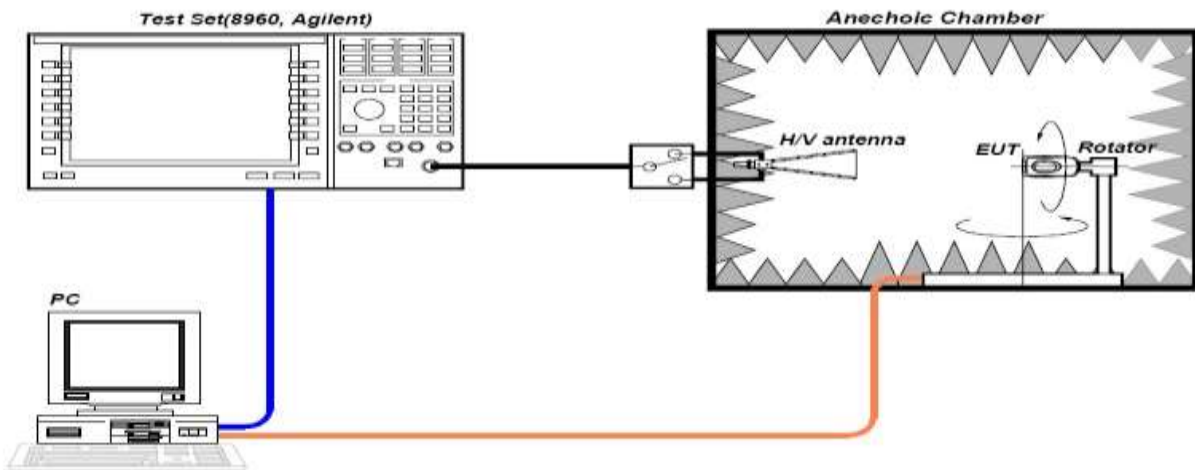 Test Set(8960, Agilent)
Anechoic Chamber
H/V antenna
EUT
Rotator
PC